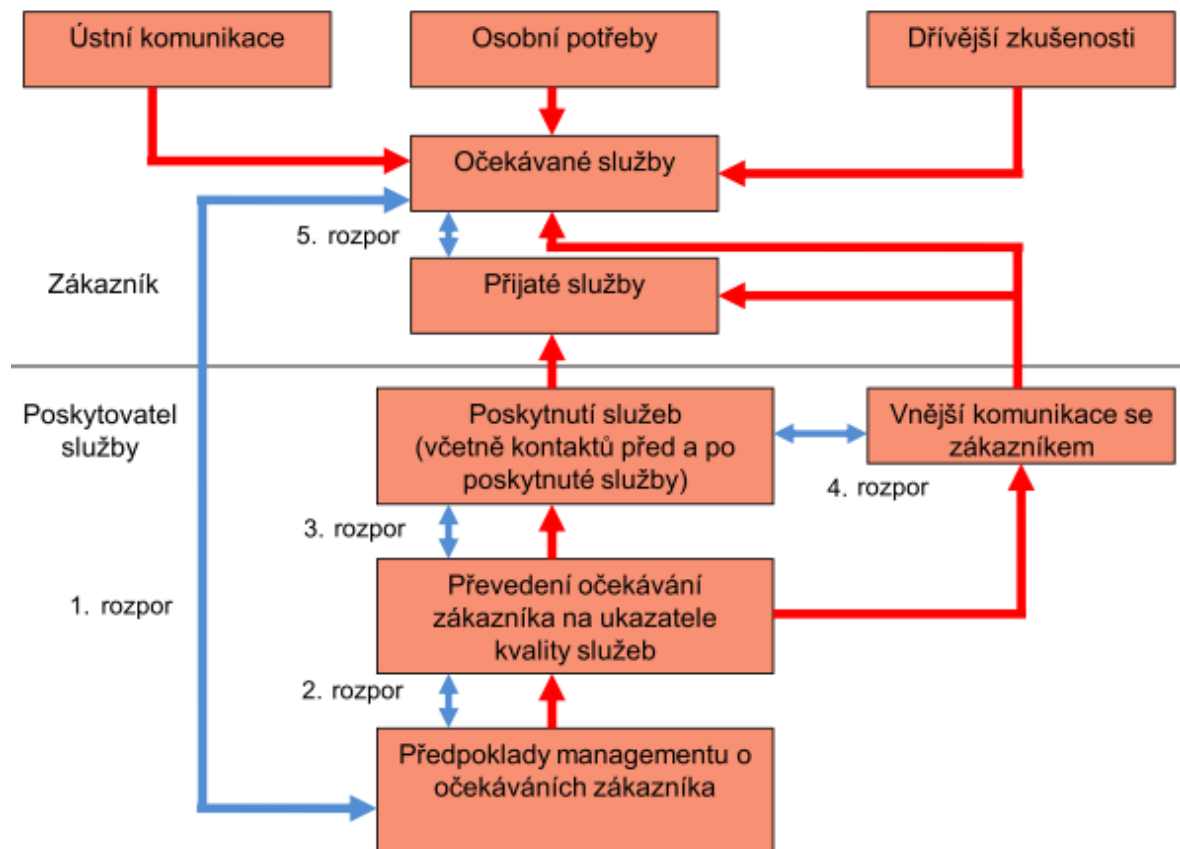 Ústní komunikace
Osobní potřeby
Dřívější zkušenosti
Očekávané služby
5. rozpor
Zákazník
Přijaté služby
Poskytovatel
služby
Poskytnutí služeb
(včetně kontaktů před a po
poskytnuté služby)
Vnější komunikace se
zákazníkem
4. rozpor
3. rozpor
Převedení očekávání
zákazníka na ukazatele
kvality služeb
1. rozpor
2. rozpor
Předpoklady managementu o
očekáváních zákazníka